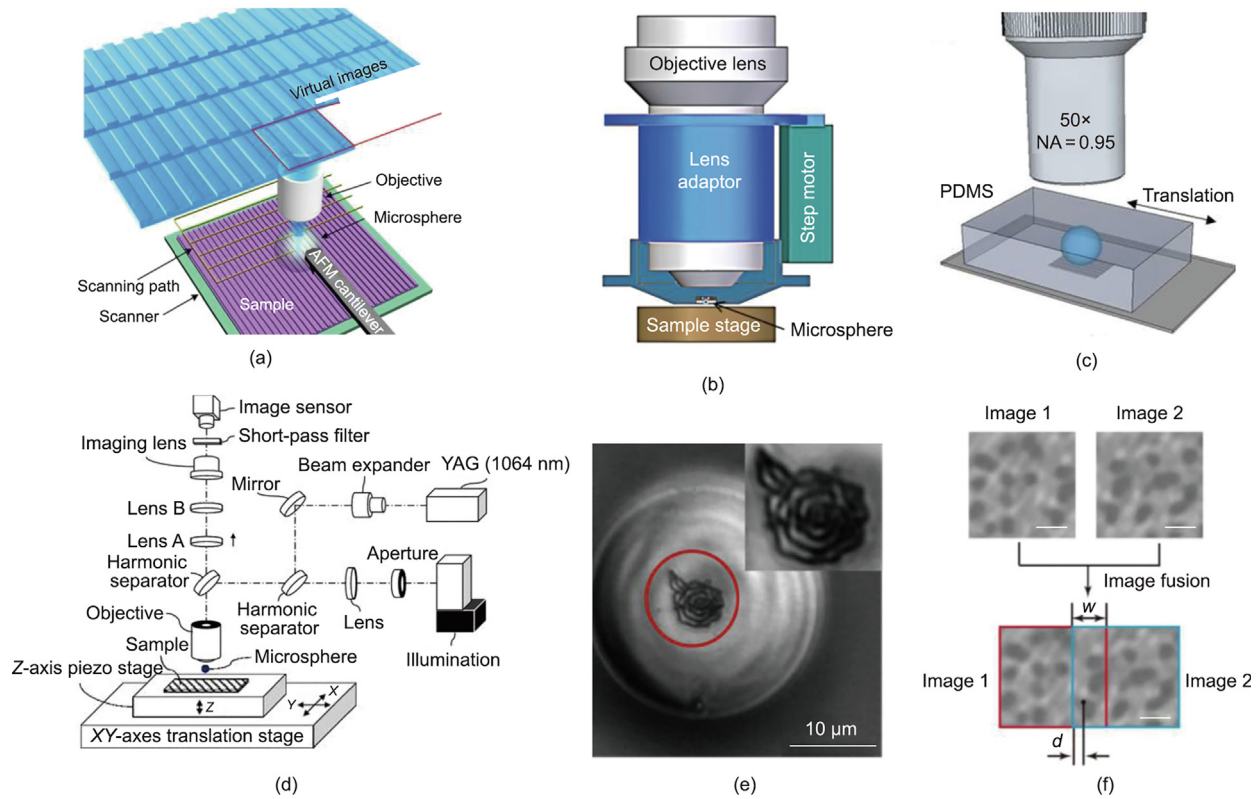 Virtual images
Objective
Microsphere
Scanning path
Scanner
Sample
AFM cantilever
(a)
Objective lens
Lens
adaptor
Step motor
Sample stage
Microsphere
(b)
50×
NA = 0.95
PDMS
Translation
(c)
Image sensor
Short-pass filter
Imaging lens
Beam expander
YAG (1064 nm)
Mirror
Lens B
Lens A
Harmonic
separator
Aperture
Objective
Harmonic
separator
Lens
Illumination
Sample
Microsphere
Z-axis piezo stage
Z
X
Y
XY-axes translation stage
(d)
10 μm
(e)
Image 1
Image 2
Image fusion
w
Image 1
Image 2
d
(f)